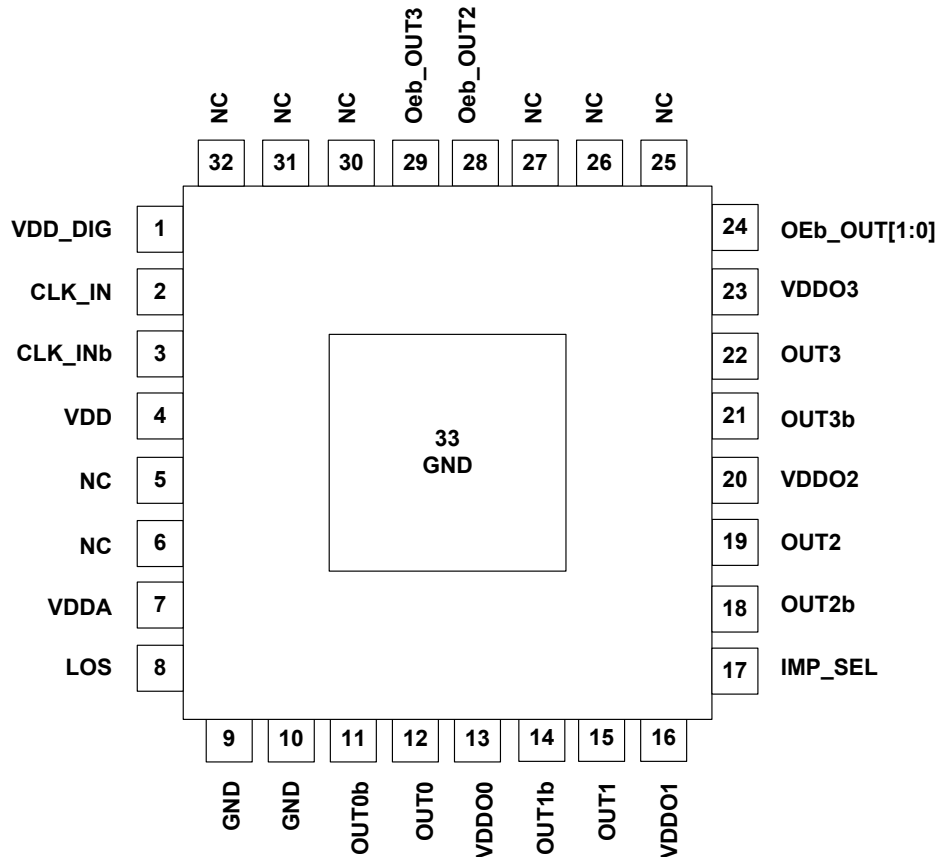 NC
NC
NC
Oeb_OUT3
Oeb_OUT2
NC
NC
NC
32
31
30
29
28
27
26
25
VDD_DIG 1
24 OEb_OUT[1:0]
CLK_IN 2
23 VDDO3
CLK_INb 3
22 OUT3
VDD 4
21 OUT3b
33
GND
NC 5
20 VDDO2
NC 6
19 OUT2
VDDA 7
18 OUT2b
LOS 8
17 IMP_SEL
9
10
11
12
13
14
15
16
GND
GND
OUT0b
OUT0
VDDO0
OUT1b
OUT1
VDDO1